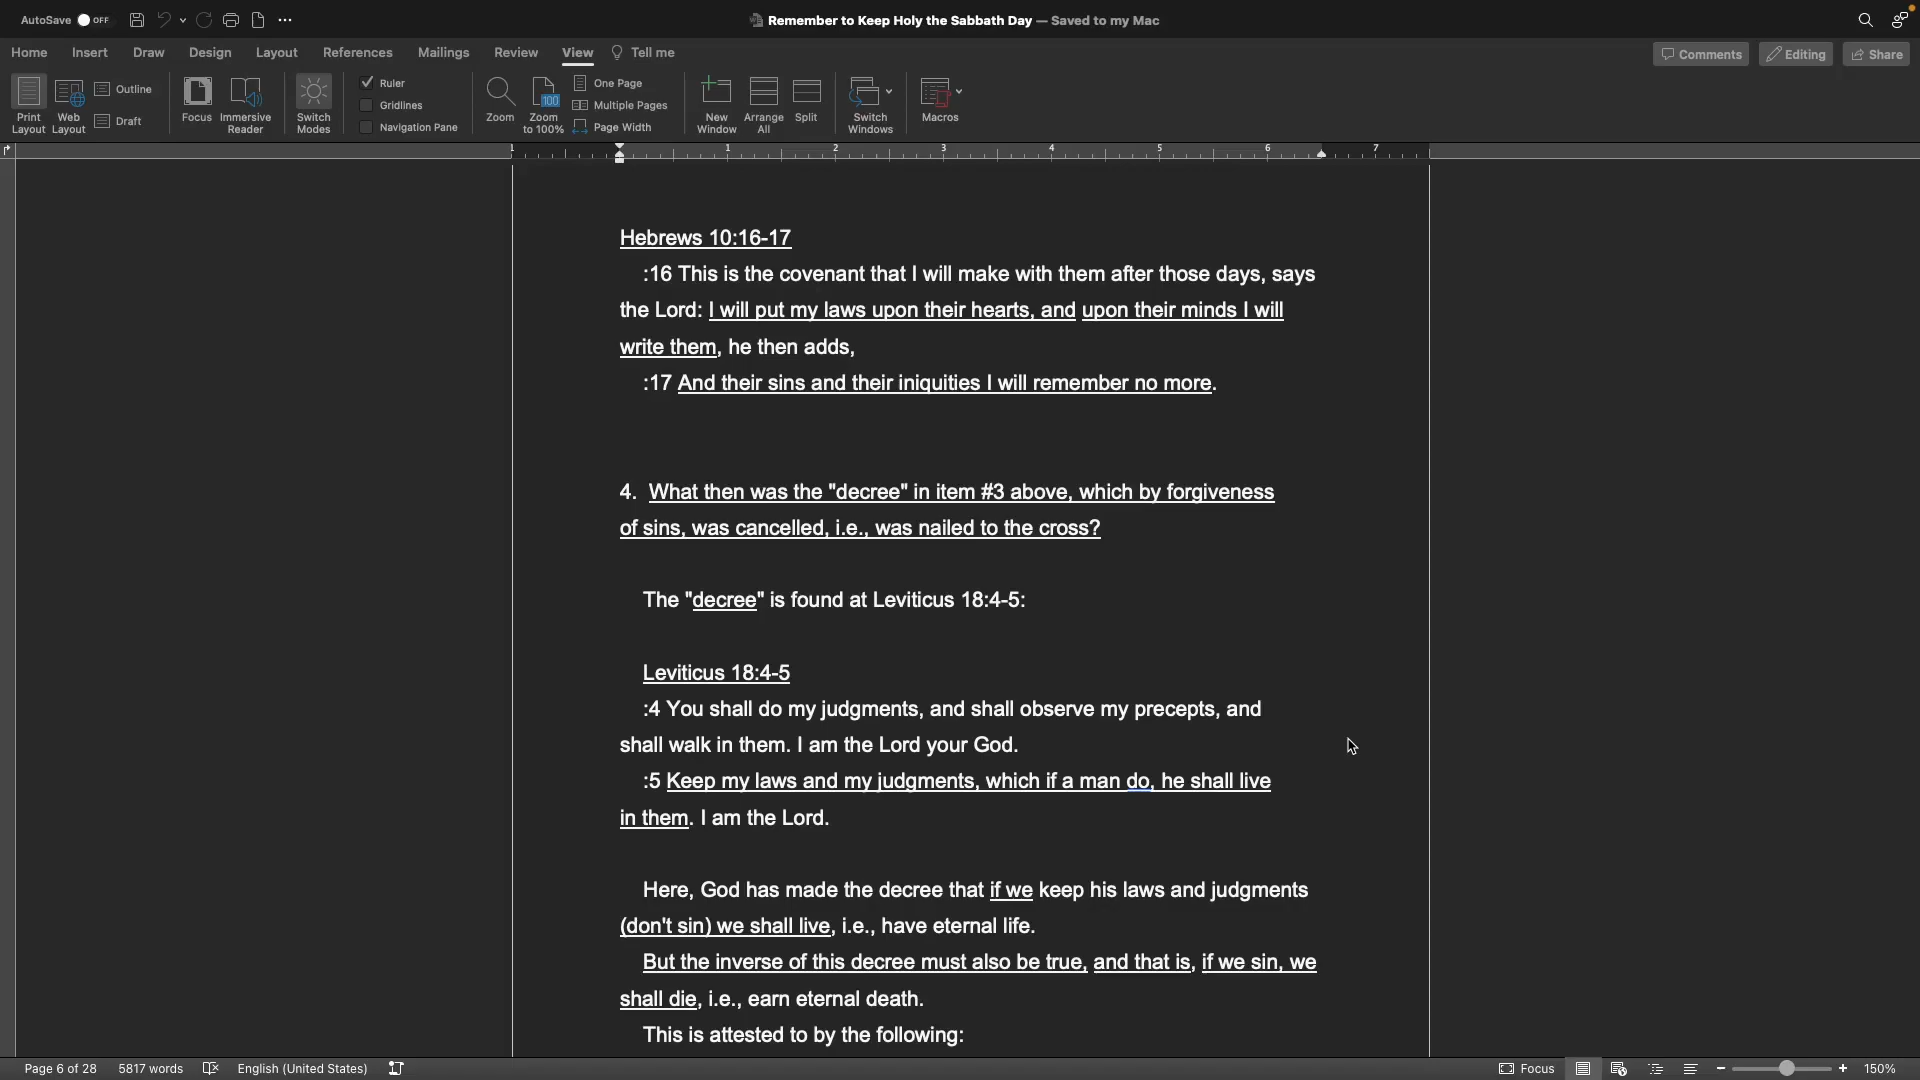 AutoSave OFF
Remember to Keep Holy the Sabbath Day — Saved to my Mac
Home Insert Draw Design Layout References Mailings Review View Tell me
Comments Editing Share
Print Layout
Web Layout
Outline
Draft
Focus
Immersive Reader
Switch Modes
Ruler
Gridlines
Navigation Pane
Zoom
100
Zoom to 100%
One Page
Multiple Pages
Page Width
New Window
Arrange All
Split
Switch Windows
Macros
1 1 2 3 4 5 6 7
Hebrews 10:16-17
:16 This is the covenant that I will make with them after those days, says
the Lord: I will put my laws upon their hearts, and upon their minds I will
write them, he then adds,
:17 And their sins and their iniquities I will remember no more.
4. What then was the "decree" in item #3 above, which by forgiveness
of sins, was cancelled, i.e., was nailed to the cross?
The "decree" is found at Leviticus 18:4-5:
Leviticus 18:4-5
:4 You shall do my judgments, and shall observe my precepts, and
shall walk in them. I am the Lord your God.
:5 Keep my laws and my judgments, which if a man do, he shall live
in them. I am the Lord.
Here, God has made the decree that if we keep his laws and judgments
(don't sin) we shall live, i.e., have eternal life.
But the inverse of this decree must also be true, and that is, if we sin, we
shall die, i.e., earn eternal death.
This is attested to by the following:
Page 6 of 28 5817 words English (United States) Focus 150%